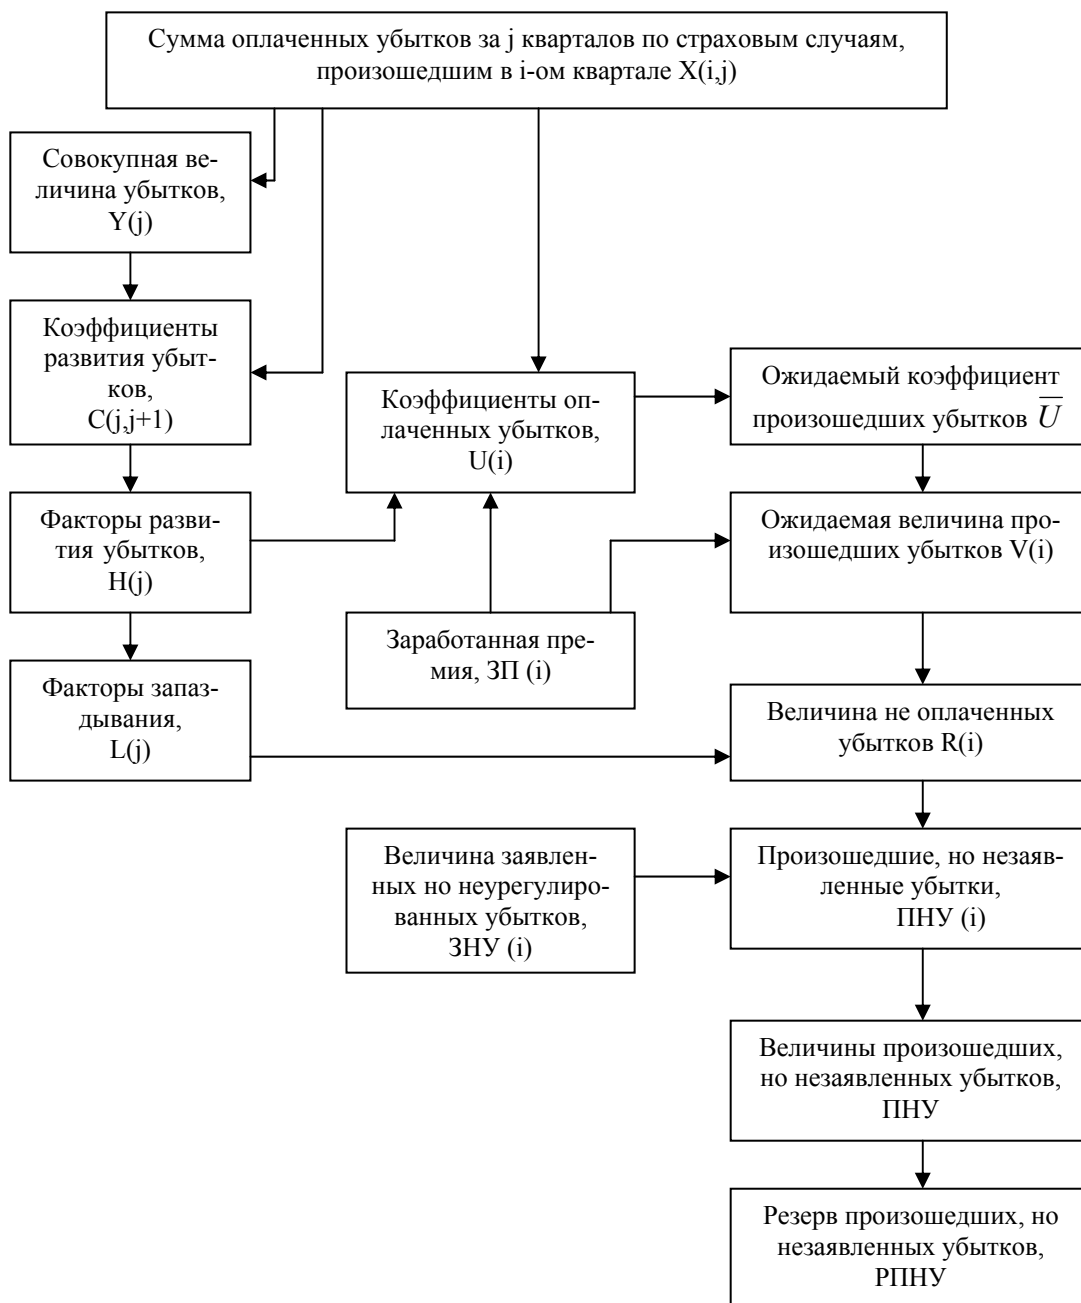 Сумма оплаченных убытков за j кварталов по страховым случаям,
произошедшим в i-ом квартале X(i,j)
Совокупная ве-
личина убытков,
Y(j)
Коэффициенты
развития убыт-
ков,
C(j,j+1)
Факторы разви-
тия убытков,
H(j)
Факторы запаз-
дывания,
L(j)
Коэффициенты оп-
лаченных убытков,
U(i)
Заработанная пре-
мия, ЗП (i)
Величина заявлен-
ных но неурегулиро-
ванных убытков,
ЗНУ (i)
Ожидаемый коэффициент
произошедших убытков U̅
Ожидаемая величина про-
изошедших убытков V(i)
Величина не оплаченных
убытков R(i)
Произошедшие, но незаяв-
ленные убытки,
ПНУ (i)
Величины произошедших,
но незаявленных убытков,
ПНУ
Резерв произошедших, но
незаявленных убытков,
РПНУ